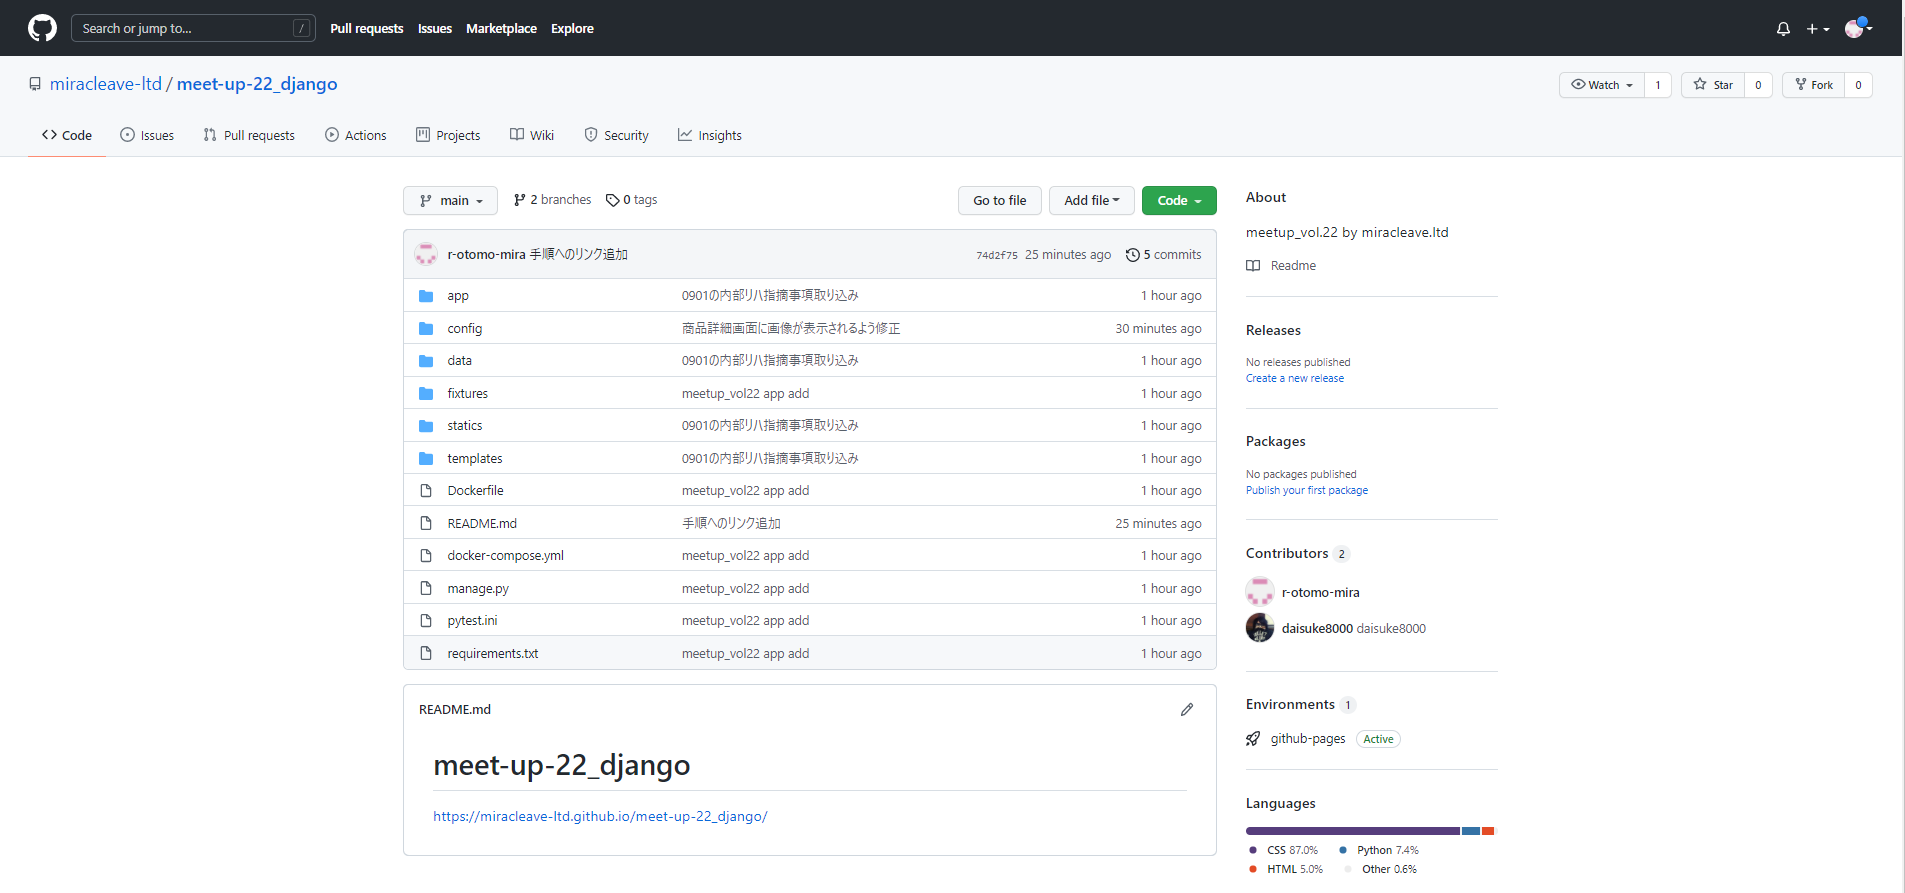 Search or jump to... / Pull requests Issues Marketplace Explore
miracleave-ltd / meet-up-22_django Watch 1 Star 0 Fork 0
Code Issues Pull requests Actions Projects Wiki Security Insights
main 2 branches 0 tags Go to file Add file Code
r-otomo-mira 手順へのリンク追加 74d2f75 25 minutes ago 5 commits
app 0901の内部リハ指摘事項取り込み 1 hour ago
config 商品詳細画面に画像が表示されるよう修正 30 minutes ago
data 0901の内部リハ指摘事項取り込み 1 hour ago
fixtures meetup_vol22 app add 1 hour ago
statics 0901の内部リハ指摘事項取り込み 1 hour ago
templates 0901の内部リハ指摘事項取り込み 1 hour ago
Dockerfile meetup_vol22 app add 1 hour ago
README.md 手順へのリンク追加 25 minutes ago
docker-compose.yml meetup_vol22 app add 1 hour ago
manage.py meetup_vol22 app add 1 hour ago
pytest.ini meetup_vol22 app add 1 hour ago
requirements.txt meetup_vol22 app add 1 hour ago
README.md
meet-up-22_django
https://miracleave-ltd.github.io/meet-up-22_django/
About
meetup_vol.22 by miracleave.ltd
Readme
Releases
No releases published
Create a new release
Packages
No packages published
Publish your first package
Contributors 2
r-otomo-mira
daisuke8000 daisuke8000
Environments 1
github-pages Active
Languages
CSS 87.0% Python 7.4%
HTML 5.0% Other 0.6%